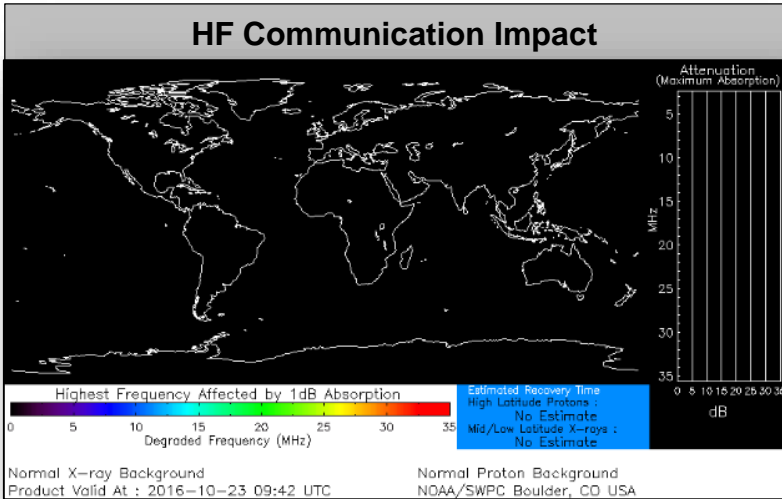 HF Communication Impact
Attenuation
(Maximum Absorption)
5
10
15
20
25
30
35
MHz
0 5 10 15 20 25 30 35
dB
Highest Frequency Affected by 1dB Absorption
0 5 10 15 20 25 30 35
Degraded Frequency (MHz)
Estimated Recovery Time
High Latitude Protons :
No Estimate
Mid/Low Latitude X-rays :
No Estimate
Normal X-ray Background
Normal Proton Background
Product Valid At : 2016-10-23 09:42 UTC
NOAA/SWPC Boulder, CO USA